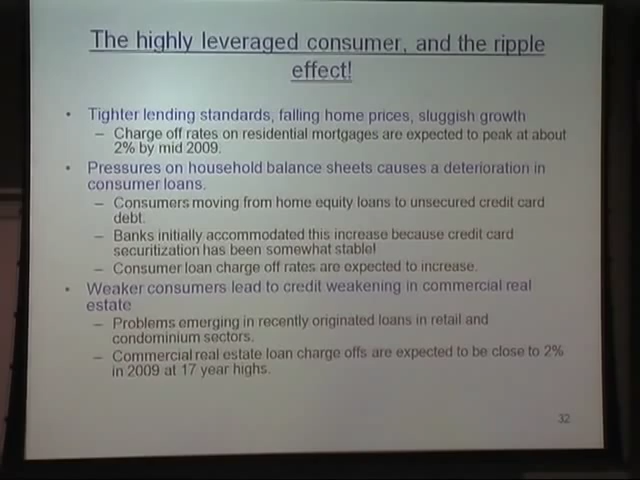 The highly leveraged consumer, and the ripple
effect!
• Tighter lending standards, falling home prices, sluggish growth
– Charge off rates on residential mortgages are expected to peak at about
2% by mid 2009.
• Pressures on household balance sheets causes a deterioration in
consumer loans.
– Consumers moving from home equity loans to unsecured credit card
debt.
– Banks initially accommodated this increase because credit card
securitization has been somewhat stable!
– Consumer loan charge off rates are expected to increase.
• Weaker consumers lead to credit weakening in commercial real
estate
– Problems emerging in recently originated loans in retail and
condominium sectors.
– Commercial real estate loan charge offs are expected to be close to 2%
in 2009 at 17 year highs.
32